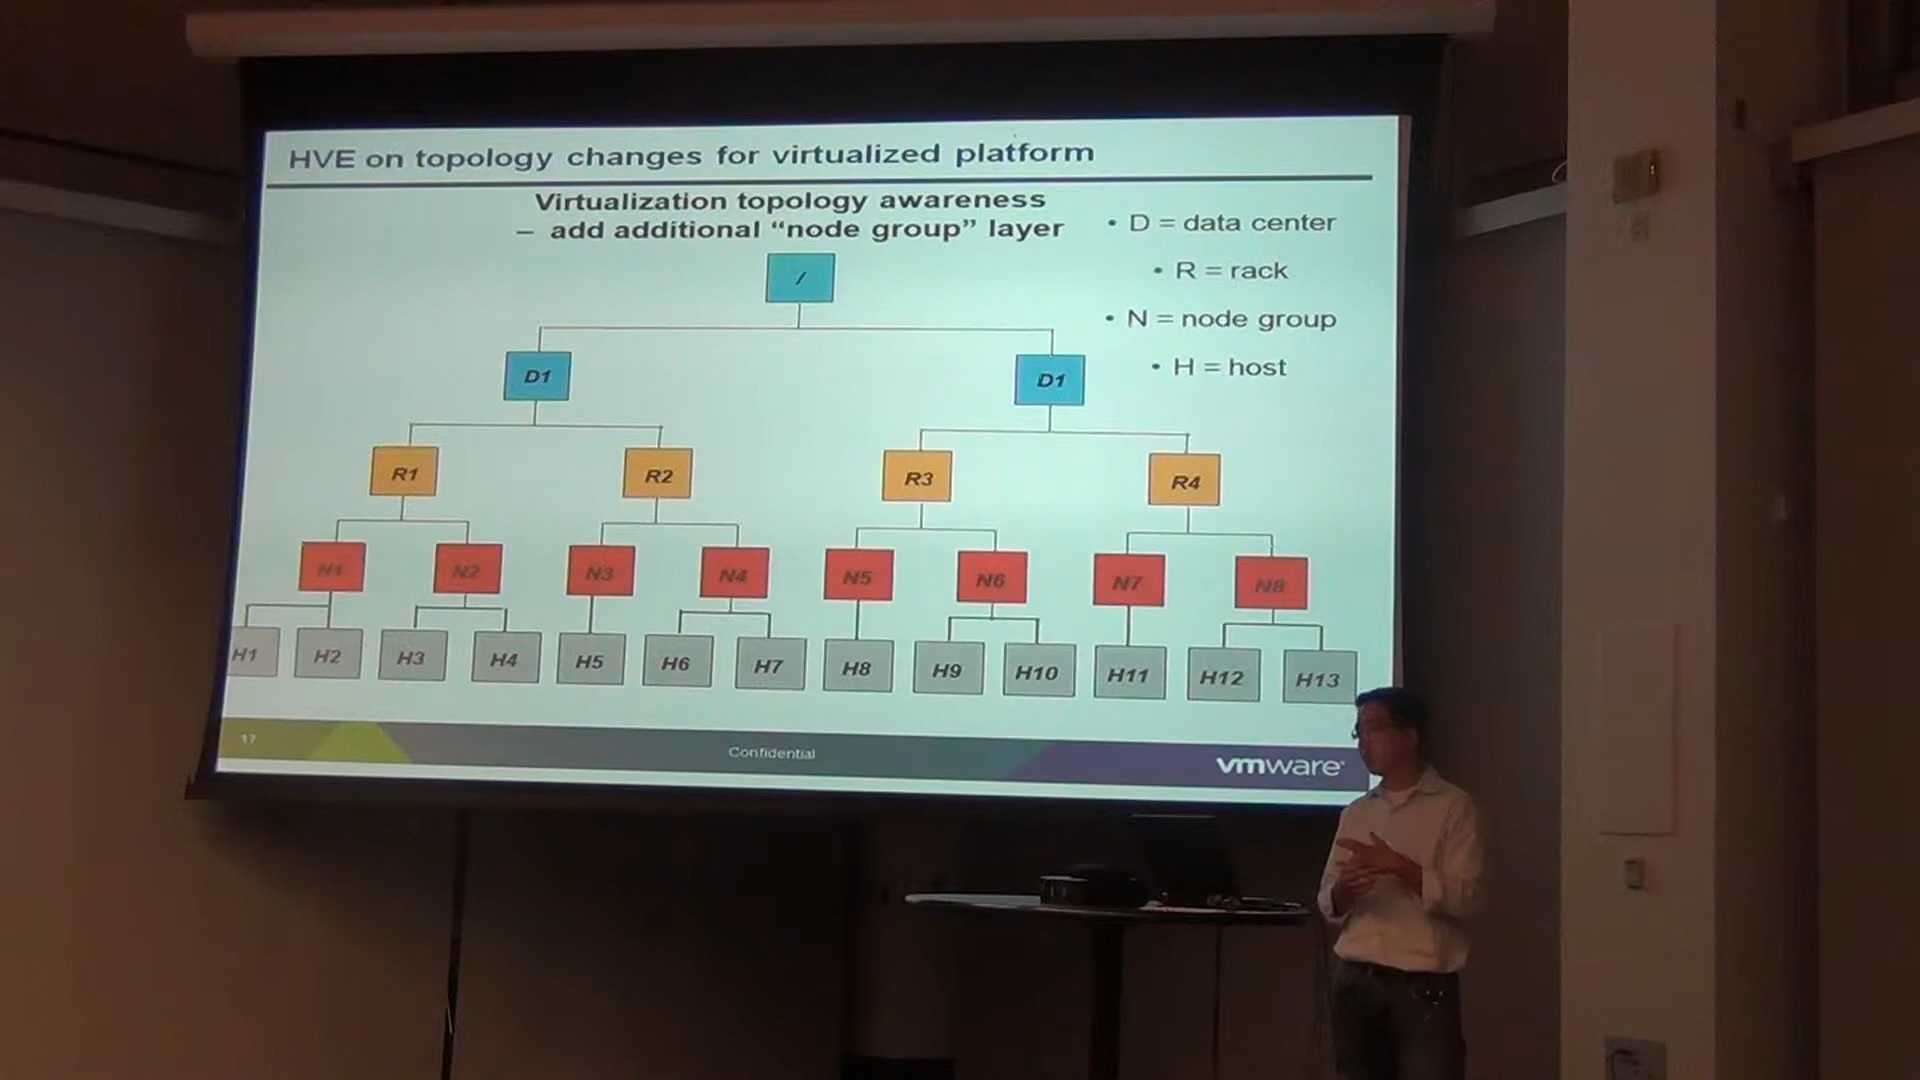 HVE on topology changes for virtualized platform
Virtualization topology awareness
– add additional “node group” layer
• D = data center
• R = rack
• N = node group
• H = host
/
D1 D1
R1 R2 R3 R4
N1 N2 N3 N4 N5 N6 N7 N8
H1 H2 H3 H4 H5 H6 H7 H8 H9 H10 H11 H12 H13
17 Confidential vmware